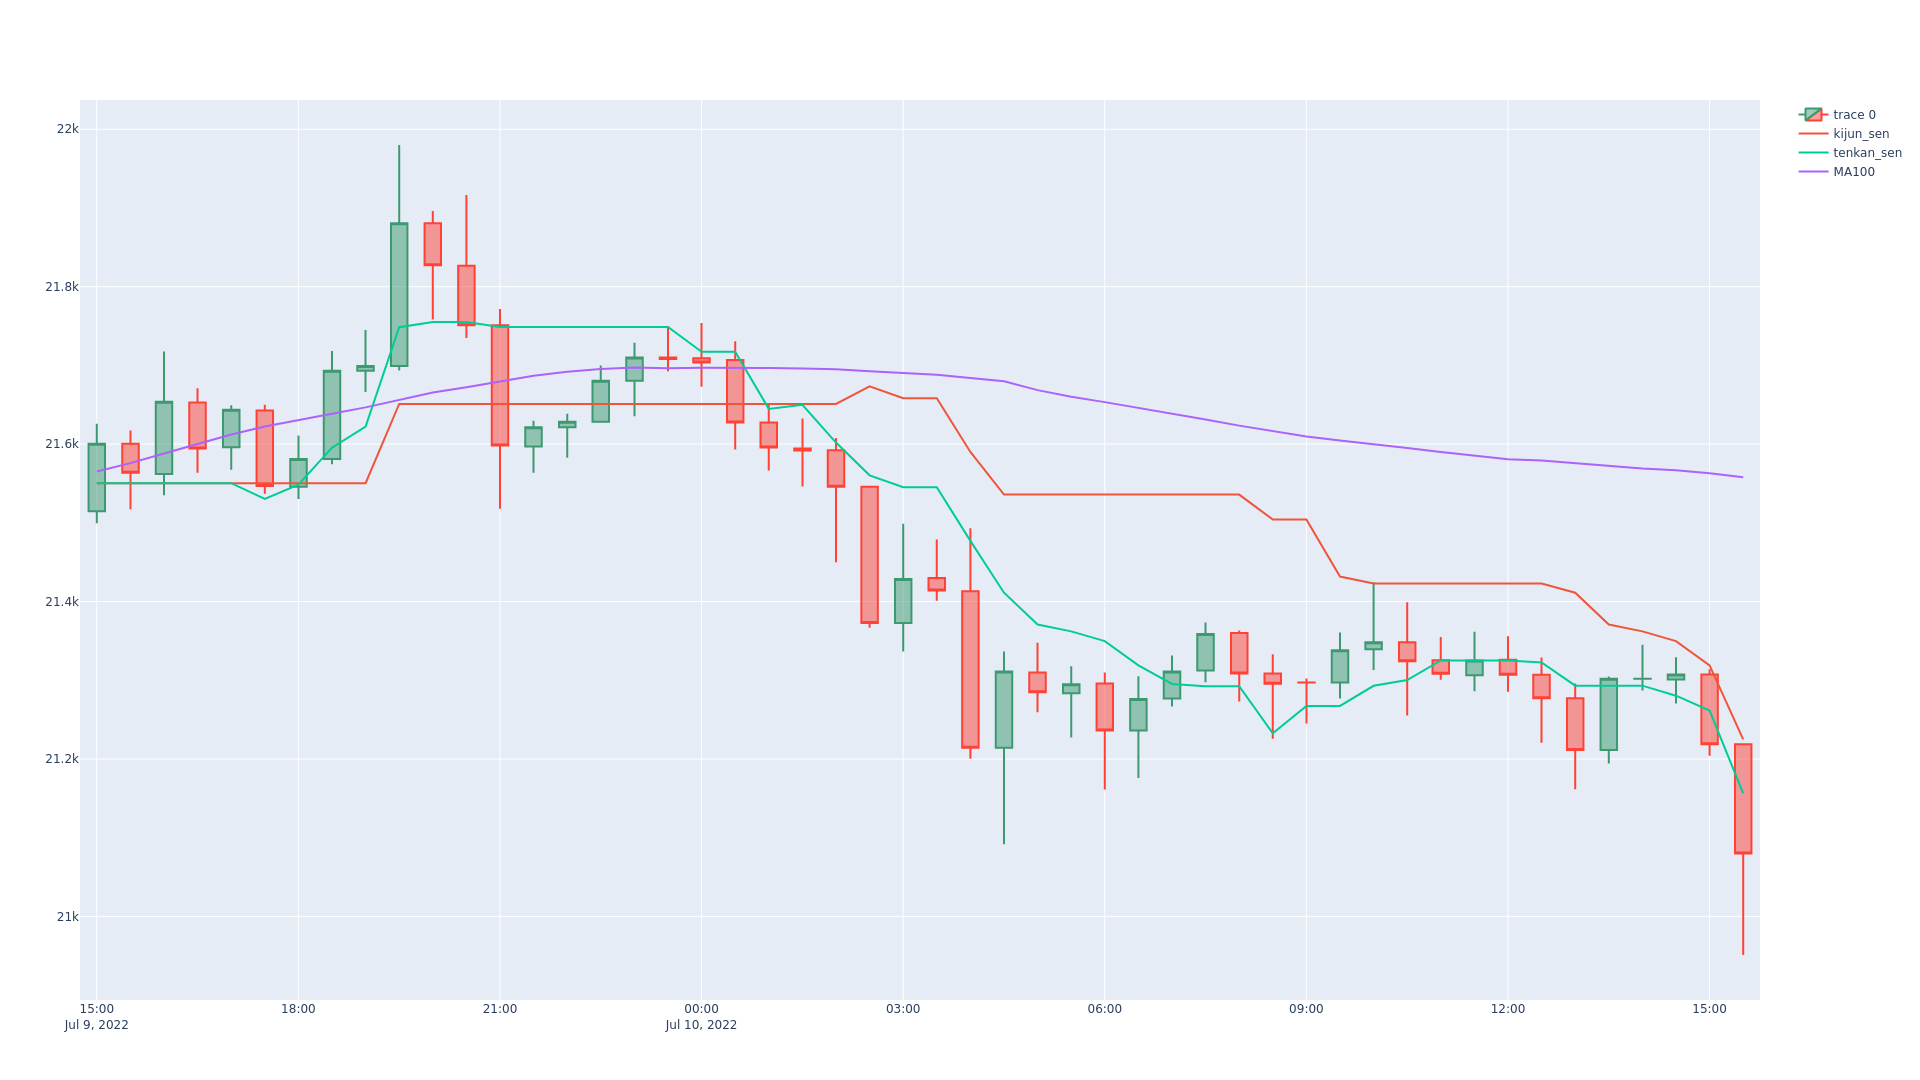 22k
21.8k
21.6k
21.4k
21.2k
21k
15:00
Jul 9, 2022
18:00
21:00
00:00
Jul 10, 2022
03:00
06:00
09:00
12:00
15:00
trace 0
kijun_sen
tenkan_sen
MA100